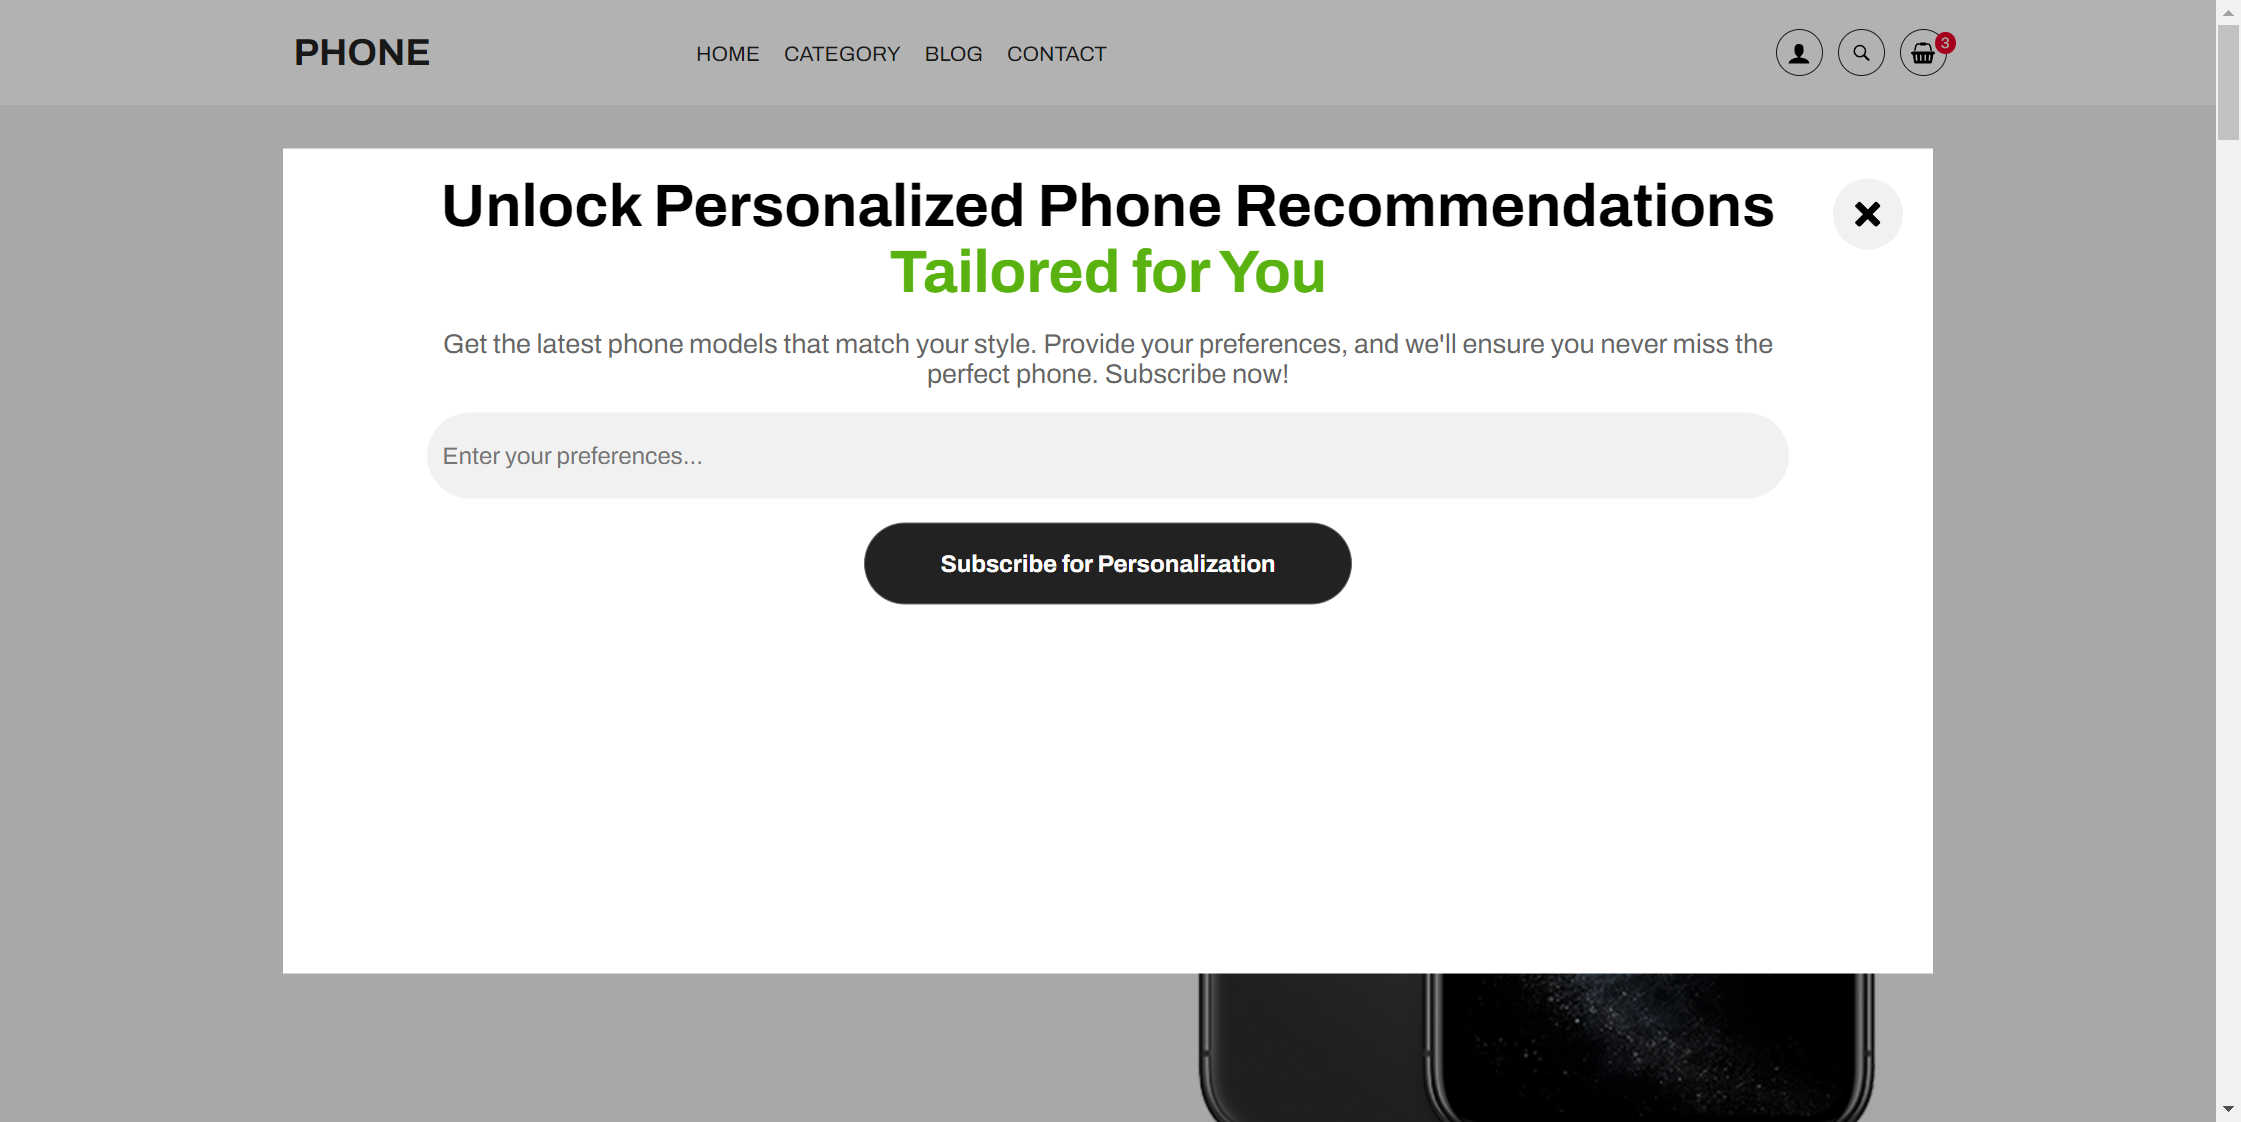 PHONE
HOME CATEGORY BLOG CONTACT
3
Unlock Personalized Phone Recommendations
Tailored for You
Get the latest phone models that match your style. Provide your preferences, and we'll ensure you never miss the
perfect phone. Subscribe now!
Enter your preferences...
Subscribe for Personalization